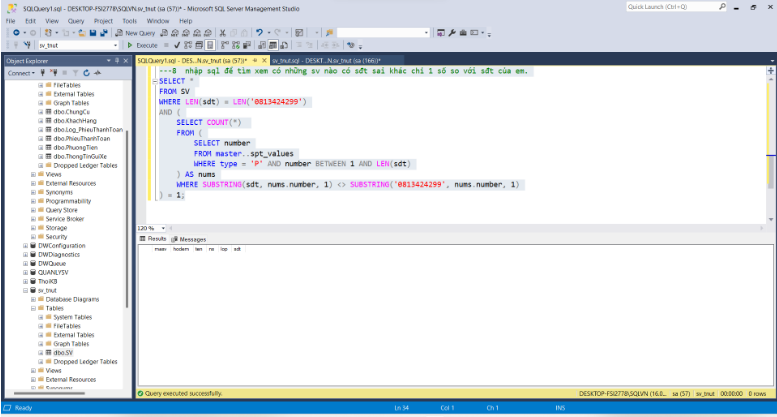 SQLQuery1.sql - DESKTOP-FSI2778\SQLVN.sv_tnut (sa (57))* - Microsoft SQL Server Management Studio
Quick Launch (Ctrl+Q)
File Edit View Query Project Tools Window Help
New Query
sv_tnut
Execute
Object Explorer
SQLQuery1.sql - DES...N.sv_tnut (sa (57))*
sv_tnut.sql - DESKT...N.sv_tnut (sa (166))*
Connect
FileTables
External Tables
Graph Tables
dbo.ChungCu
dbo.KhachHang
dbo.Log_PhieuThanhToan
dbo.PhieuThanhToan
dbo.PhuongTien
dbo.ThongTinGuiXe
Dropped Ledger Tables
Views
External Resources
Synonyms
Programmability
Query Store
Service Broker
Storage
Security
DWConfiguration
DWDiagnostics
DWQueue
QUANLYSV
ThoiKB
sv_tnut
Database Diagrams
Tables
System Tables
FileTables
External Tables
Graph Tables
dbo.SV
Dropped Ledger Tables
Views
External Resources
Synonyms
---8 nhập sql để tìm xem có những sv nào có sđt sai khác chỉ 1 số so với sđt của em.
SELECT *
FROM SV
WHERE LEN(sdt) = LEN('0813424299')
AND (
SELECT COUNT(*)
FROM (
SELECT number
FROM master..spt_values
WHERE type = 'P' AND number BETWEEN 1 AND LEN(sdt)
) AS nums
WHERE SUBSTRING(sdt, nums.number, 1) <> SUBSTRING('0813424299', nums.number, 1)
) = 1;
120 %
Results Messages
masv hodem ten ns lop sdt
Query executed successfully.
DESKTOP-FSI2778\SQLVN (16.0... sa (57) sv_tnut 00:00:00 0 rows
Ready
Ln 34 Col 1 Ch 1 INS